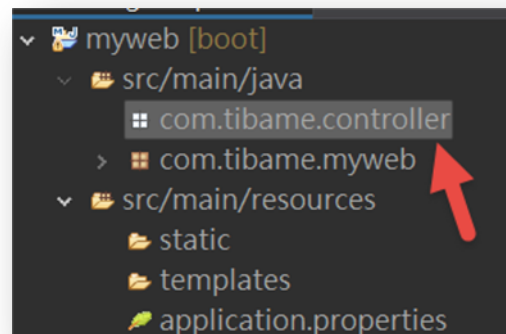 myweb [boot]
src/main/java
com.tibame.controller
com.tibame.myweb
src/main/resources
static
templates
application.properties